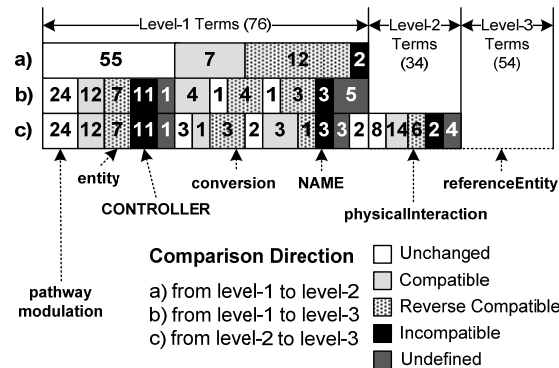 Level-1 Terms (76)
Level-2
Terms
(34)
Level-3
Terms
(54)
a) 55 7 12 2
b) 24 12 7 11 1 4 1 4 1 3 3 5
c) 24 12 7 11 1 3 1 3 2 3 1 3 3 2 8 14 6 2 4
entity
conversion
NAME
referenceEntity
CONTROLLER
physicalInteraction
pathway
modulation
Comparison Direction
a) from level-1 to level-2
b) from level-1 to level-3
c) from level-2 to level-3
Unchanged
Compatible
Reverse Compatible
Incompatible
Undefined